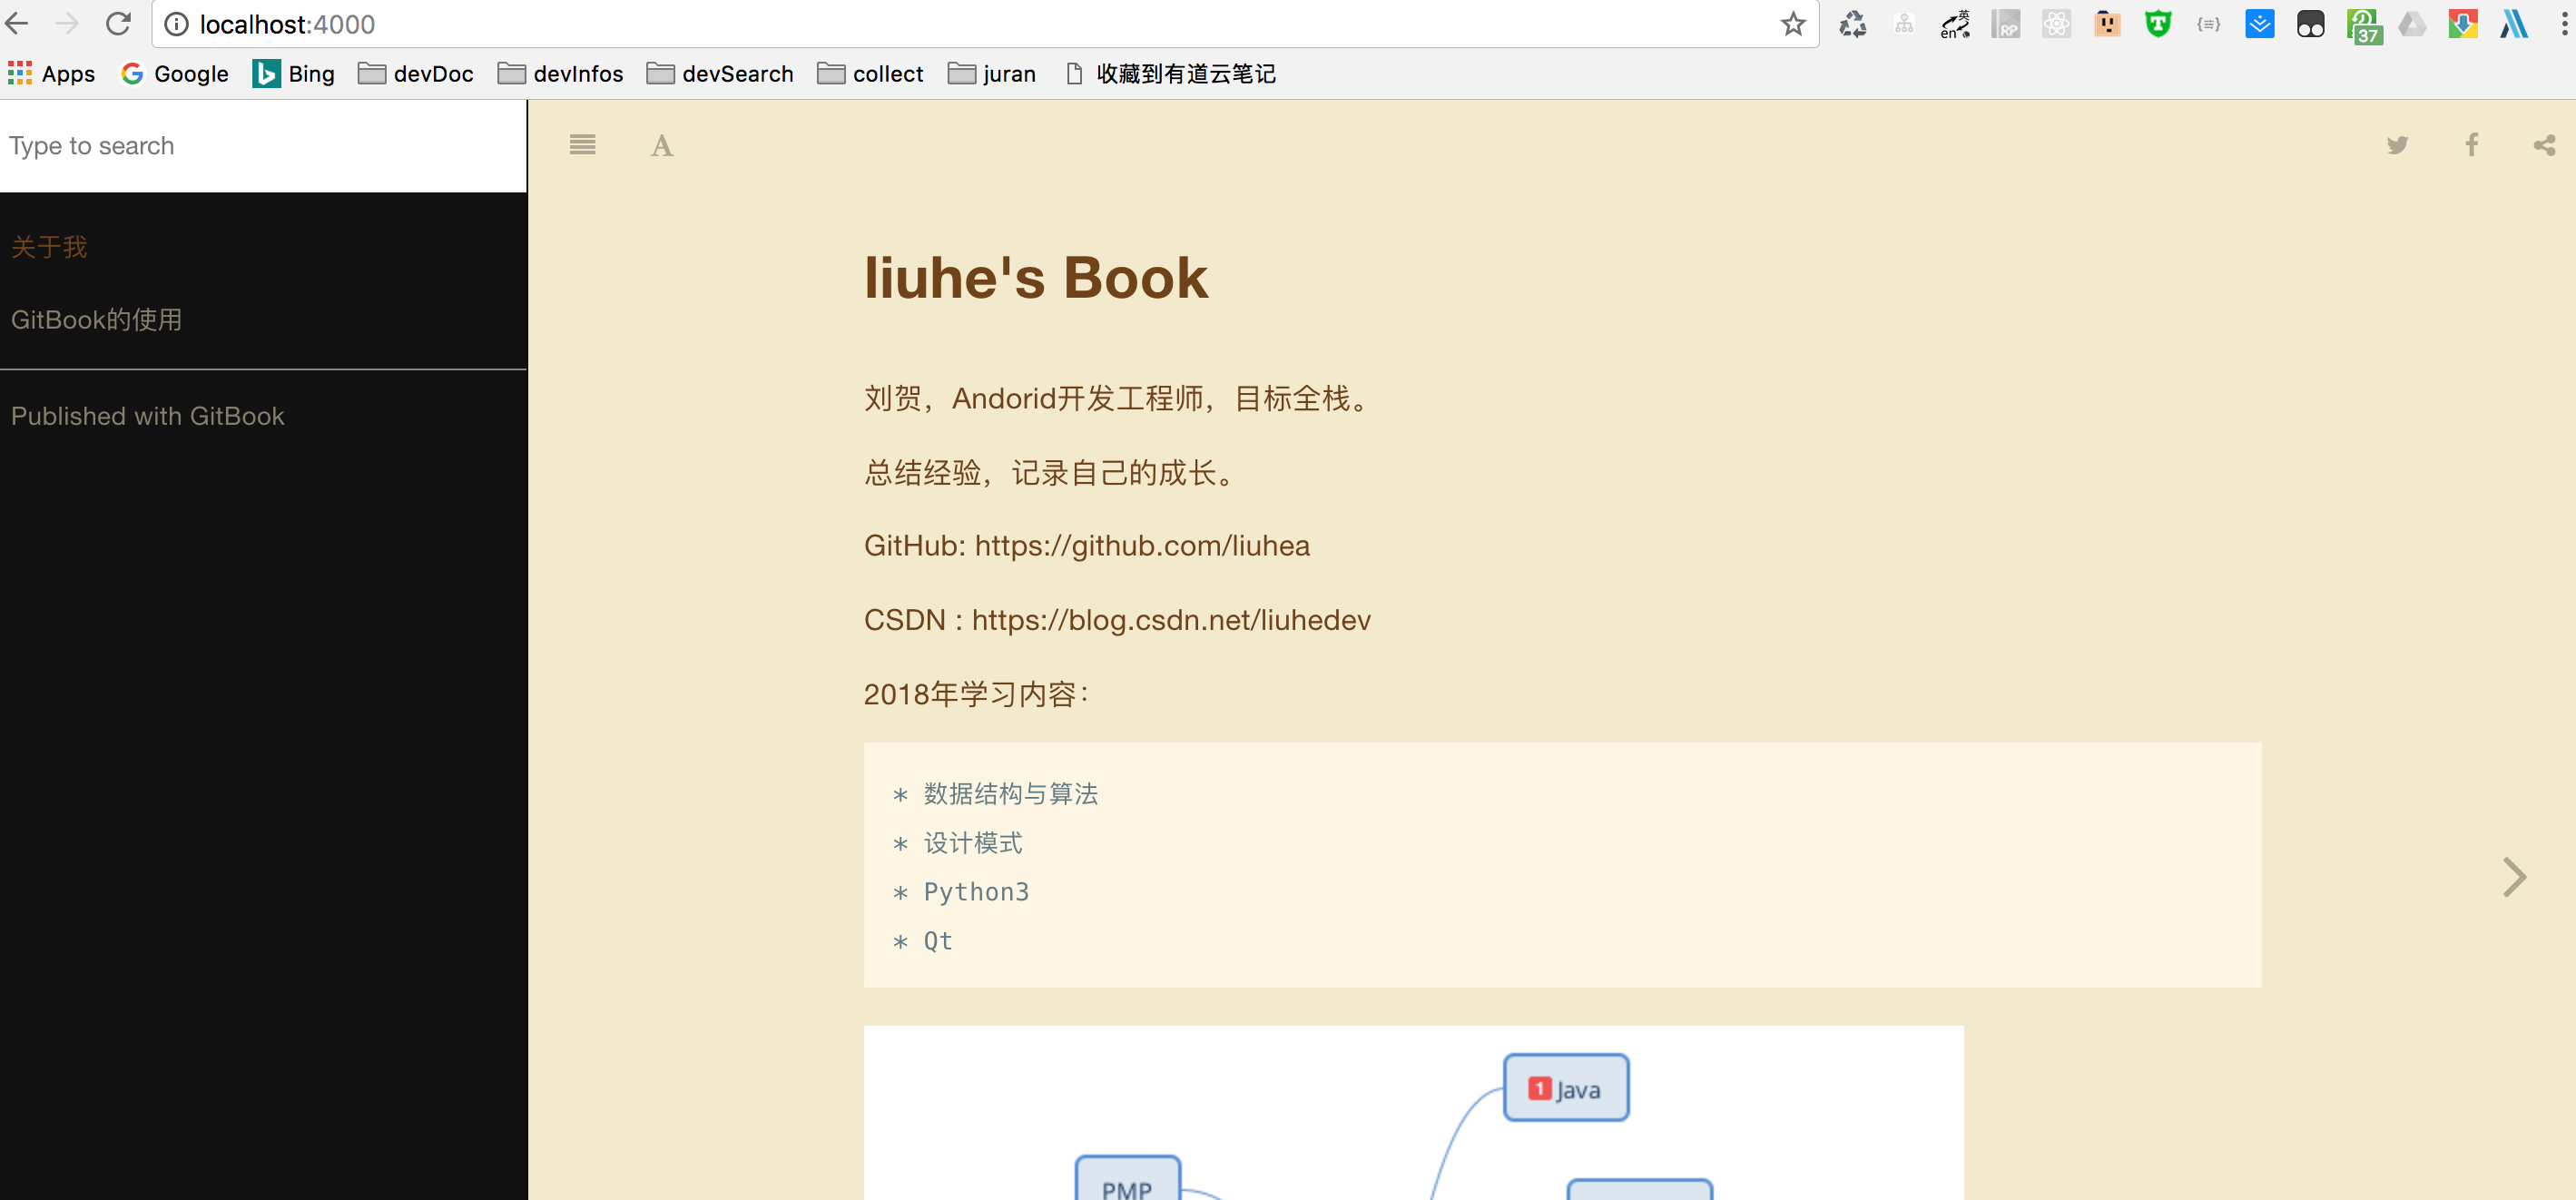 localhost:4000
英
en
RP
37
Apps Google Bing devDoc devInfos devSearch collect juran 收藏到有道云笔记
Type to search
A
关于我
GitBook的使用
Published with GitBook
liuhe's Book
刘贺，Andorid开发工程师，目标全栈。
总结经验，记录自己的成长。
GitHub: https://github.com/liuhea
CSDN : https://blog.csdn.net/liuhedev
2018年学习内容：
* 数据结构与算法
* 设计模式
* Python3
* Qt
1 Java
PMP